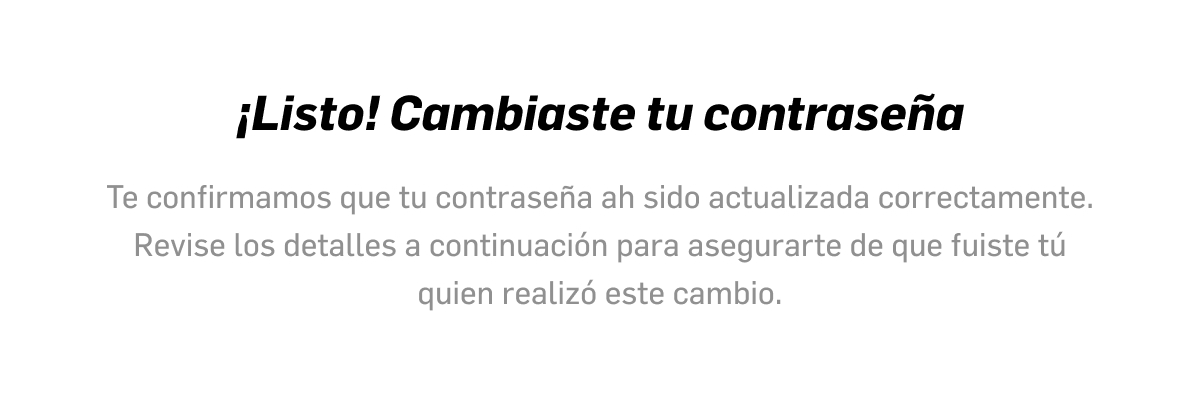 ¡Listo! Cambiaste tu contraseña
Te confirmamos que tu contraseña ah sido actualizada correctamente.
Revise los detalles a continuación para asegurarte de que fuiste tú
quien realizó este cambio.